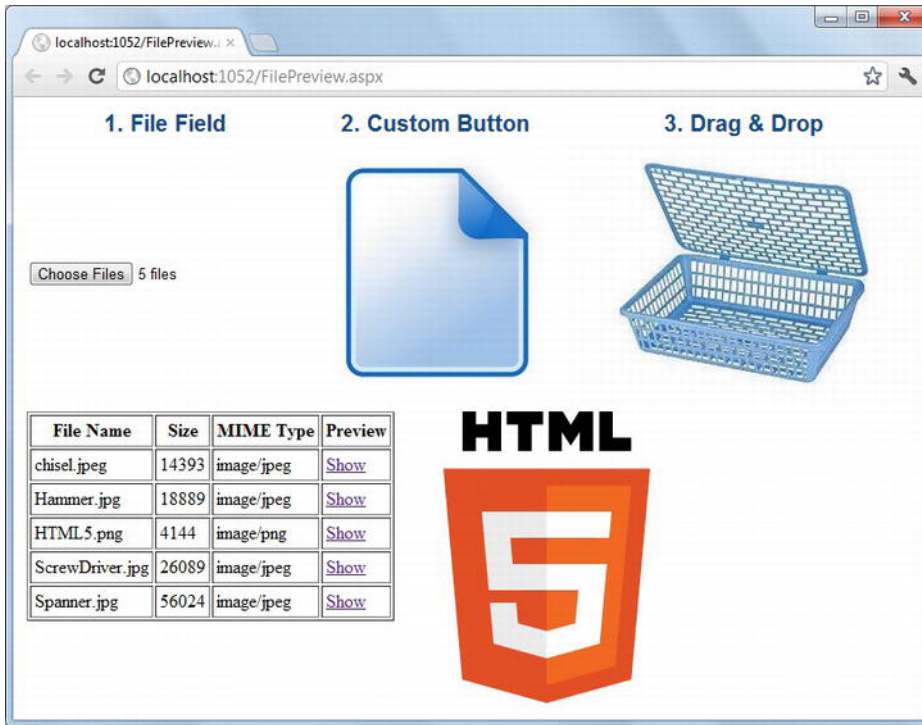 localhost:1052/FilePreview.
localhost:1052/FilePreview.aspx
1. File Field 2. Custom Button 3. Drag & Drop
Choose Files 5 files
File Name Size MIME Type Preview
chisel.jpeg 14393 image/jpeg Show
Hammer.jpg 18889 image/jpeg Show
HTML5.png 4144 image/png Show
ScrewDriver.jpg 26089 image/jpeg Show
Spanner.jpg 56024 image/jpeg Show
HTML
5